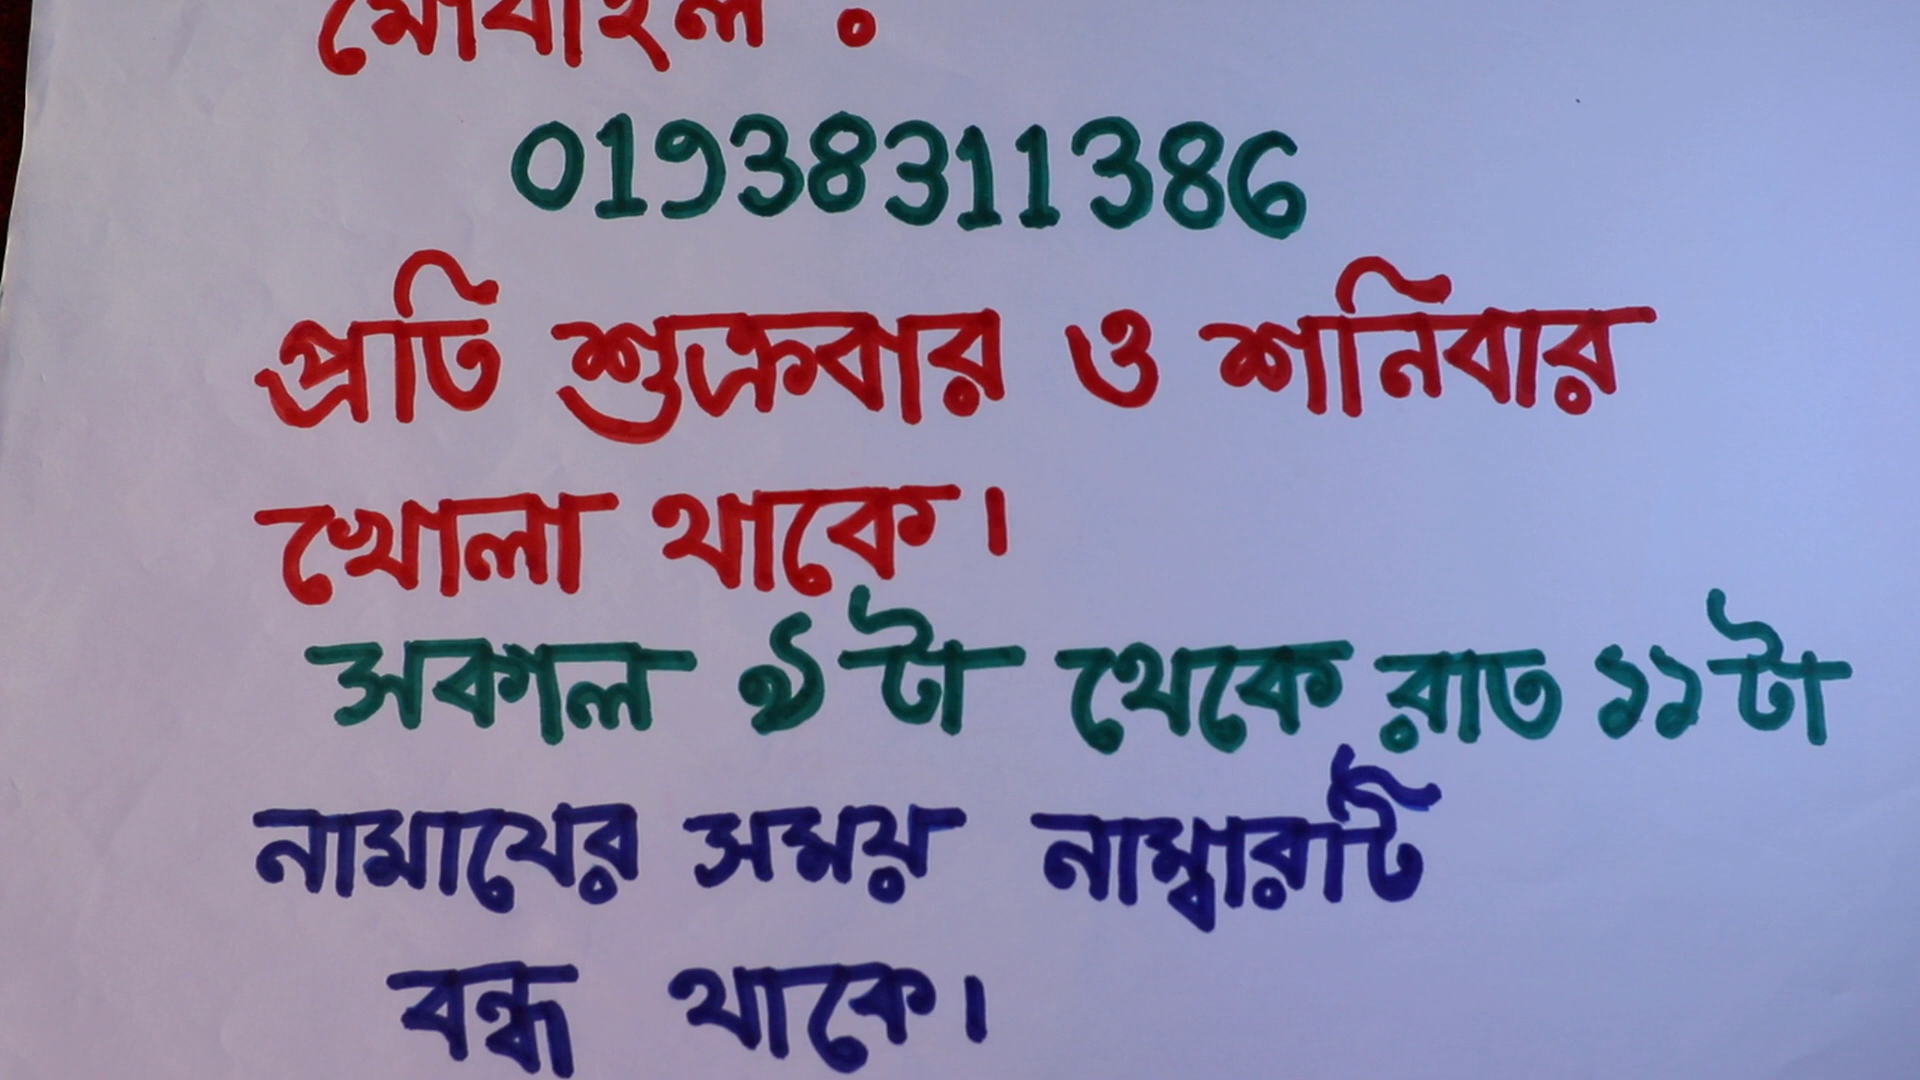 মোবাইল :
01938311386
প্রতি শুক্রবার ও শনিবার
খোলা থাকে।
সকাল ৯টা থেকে রাত ১১টা
নামাযের সময় নাম্বারটি
বন্ধ থাকে।